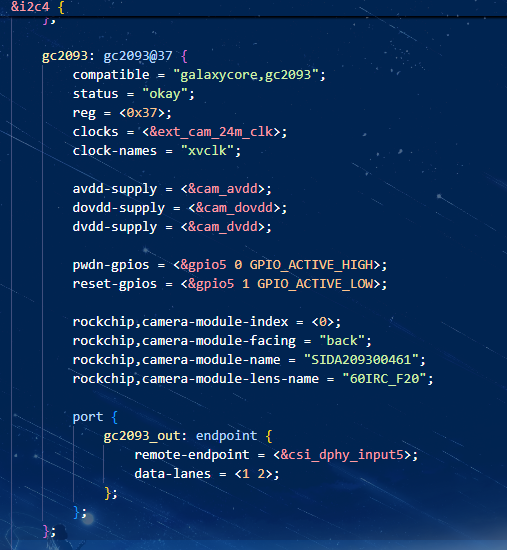 &i2c4 {
};
gc2093: gc2093@37 {
compatible = "galaxycore,gc2093";
status = "okay";
reg = <0x37>;
clocks = <&ext_cam_24m_clk>;
clock-names = "xvclk";
avdd-supply = <&cam_avdd>;
dovdd-supply = <&cam_dovdd>;
dvdd-supply = <&cam_dvdd>;
pwdn-gpios = <&gpio5 0 GPIO_ACTIVE_HIGH>;
reset-gpios = <&gpio5 1 GPIO_ACTIVE_LOW>;
rockchip,camera-module-index = <0>;
rockchip,camera-module-facing = "back";
rockchip,camera-module-name = "SIDA209300461";
rockchip,camera-module-lens-name = "60IRC_F20";
port {
gc2093_out: endpoint {
remote-endpoint = <&csi_dphy_input5>;
data-lanes = <1 2>;
};
};
};